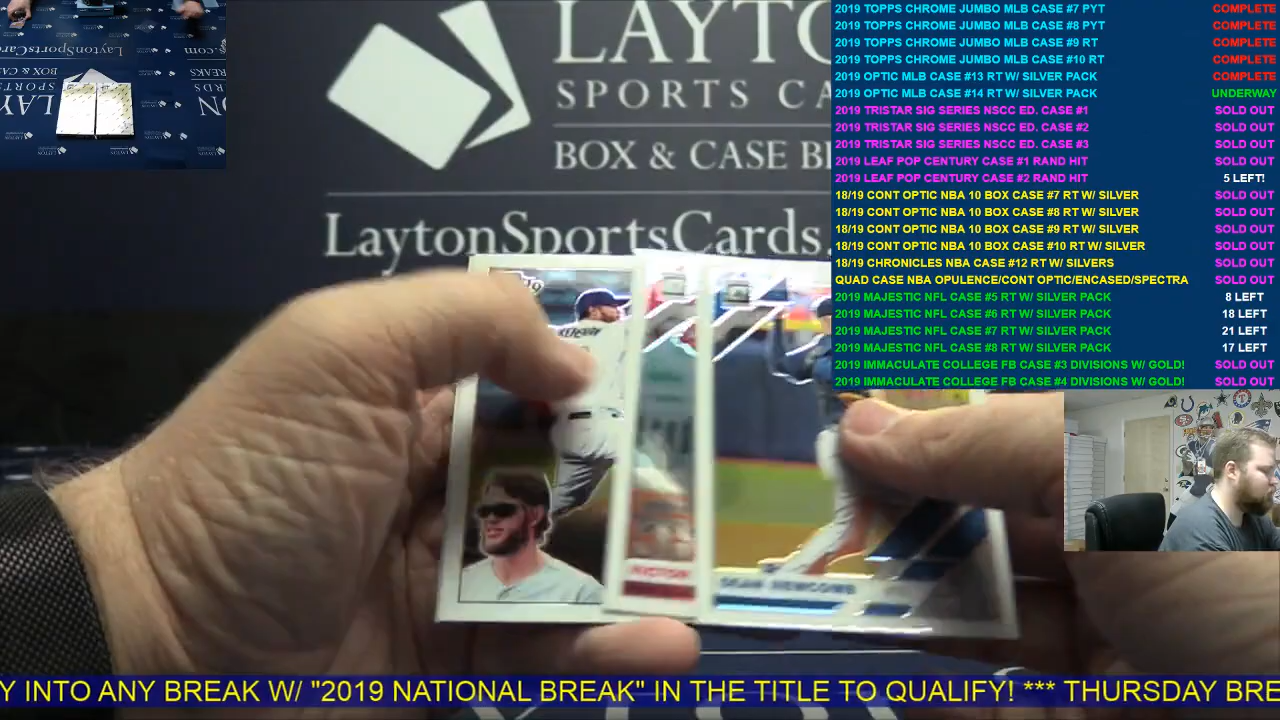 LAYTO
SPORTS CA
BOX & CASE B
LaytonSportsCards.
2019 TOPPS CHROME JUMBO MLB CASE #7 PYT COMPLETE
2019 TOPPS CHROME JUMBO MLB CASE #8 PYT COMPLETE
2019 TOPPS CHROME JUMBO MLB CASE #9 RT COMPLETE
2019 TOPPS CHROME JUMBO MLB CASE #10 RT COMPLETE
2019 OPTIC MLB CASE #13 RT W/ SILVER PACK COMPLETE
2019 OPTIC MLB CASE #14 RT W/ SILVER PACK UNDERWAY
2019 TRISTAR SIG SERIES NSCC ED. CASE #1 SOLD OUT
2019 TRISTAR SIG SERIES NSCC ED. CASE #2 SOLD OUT
2019 TRISTAR SIG SERIES NSCC ED. CASE #3 SOLD OUT
2019 LEAF POP CENTURY CASE #1 RAND HIT SOLD OUT
2019 LEAF POP CENTURY CASE #2 RAND HIT 5 LEFT!
18/19 CONT OPTIC NBA 10 BOX CASE #7 RT W/ SILVER SOLD OUT
18/19 CONT OPTIC NBA 10 BOX CASE #8 RT W/ SILVER SOLD OUT
18/19 CONT OPTIC NBA 10 BOX CASE #9 RT W/ SILVER SOLD OUT
18/19 CONT OPTIC NBA 10 BOX CASE #10 RT W/ SILVER SOLD OUT
18/19 CHRONICLES NBA CASE #12 RT W/ SILVERS SOLD OUT
QUAD CASE NBA OPULENCE/CONT OPTIC/ENCASED/SPECTRA SOLD OUT
2019 MAJESTIC NFL CASE #5 RT W/ SILVER PACK 8 LEFT
2019 MAJESTIC NFL CASE #6 RT W/ SILVER PACK 18 LEFT
2019 MAJESTIC NFL CASE #7 RT W/ SILVER PACK 21 LEFT
2019 MAJESTIC NFL CASE #8 RT W/ SILVER PACK 17 LEFT
2019 IMMACULATE COLLEGE FB CASE #3 DIVISIONS W/ GOLD! SOLD OUT
2019 IMMACULATE COLLEGE FB CASE #4 DIVISIONS W/ GOLD! SOLD OUT
VICTOR
SEAN NEWCOMB
Y INTO ANY BREAK W/ "2019 NATIONAL BREAK" IN THE TITLE TO QUALIFY! *** THURSDAY BRE